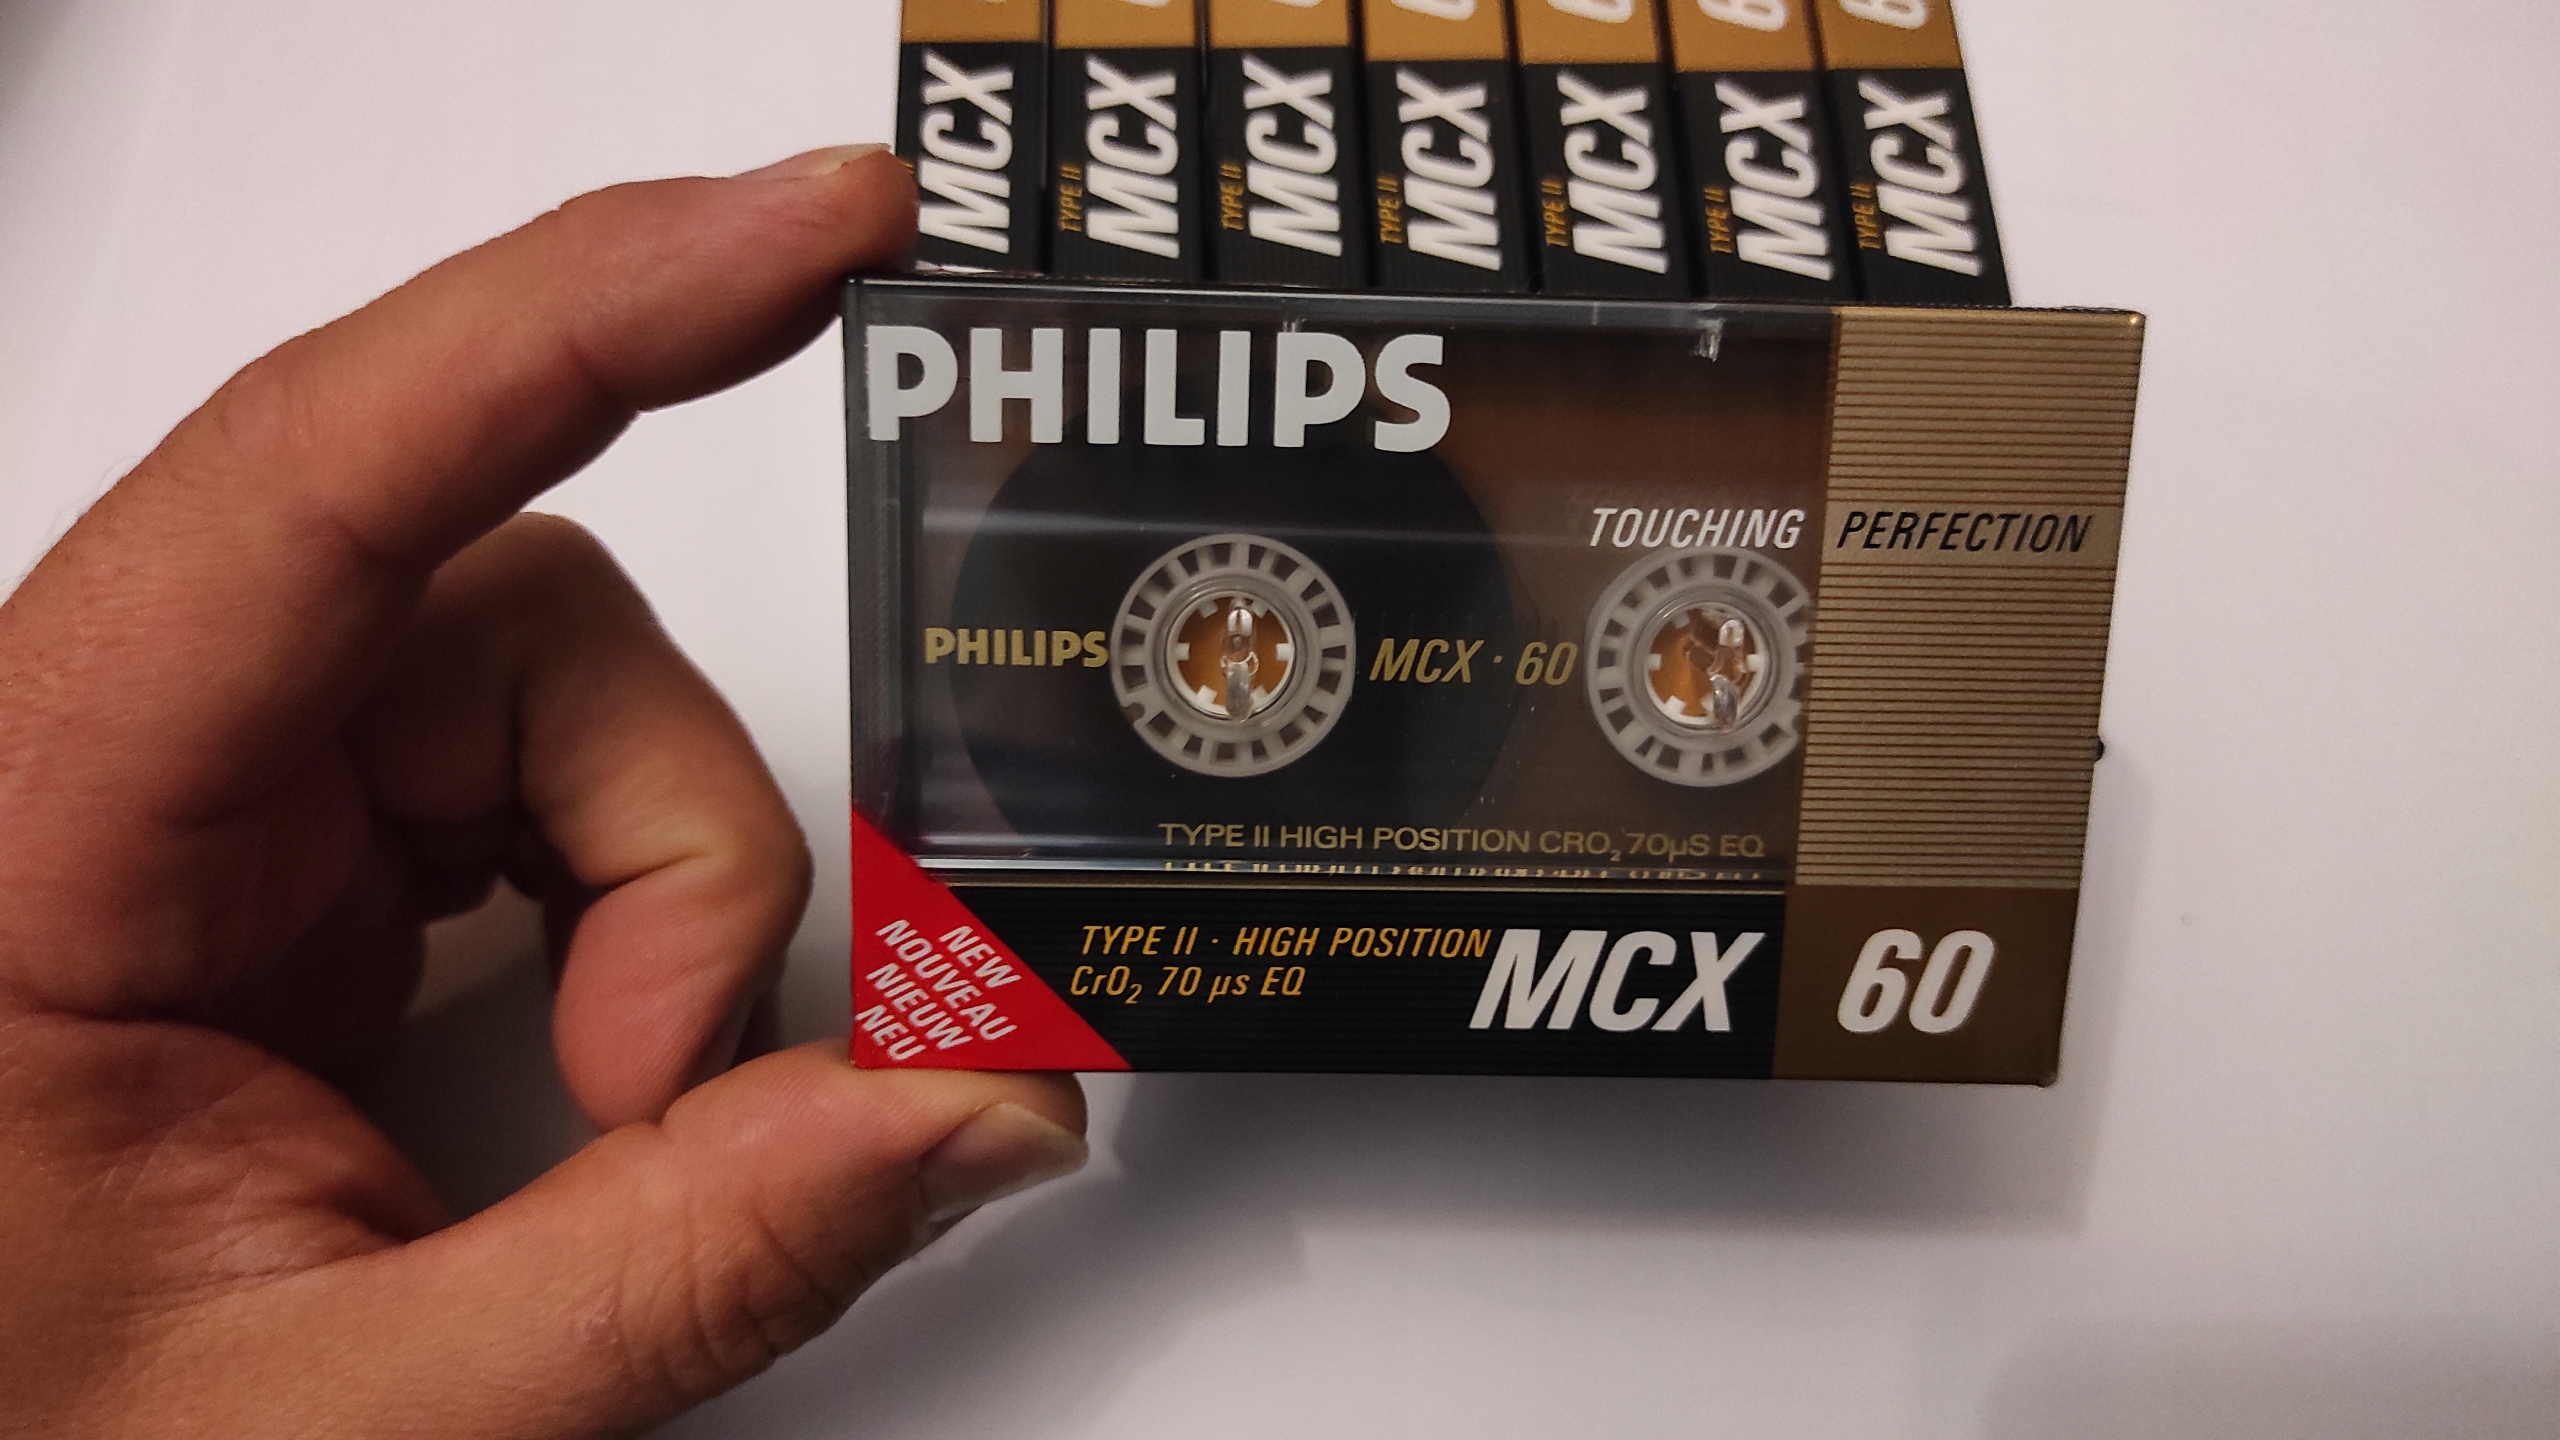 MCX
TYPE II MCX
TYPE II MCX
TYPE II MCX
TYPE II MCX
TYPE II MCX 6
TYPE II MCX 6
PHILIPS
TOUCHING PERFECTION
PHILIPS MCX · 60
TYPE II HIGH POSITION CRO₂ 70µS EQ
TYPE II · HIGH POSITION
CrO₂ 70 µs EQ
MCX 60
NEW
NOUVEAU
NIEUW
NEU